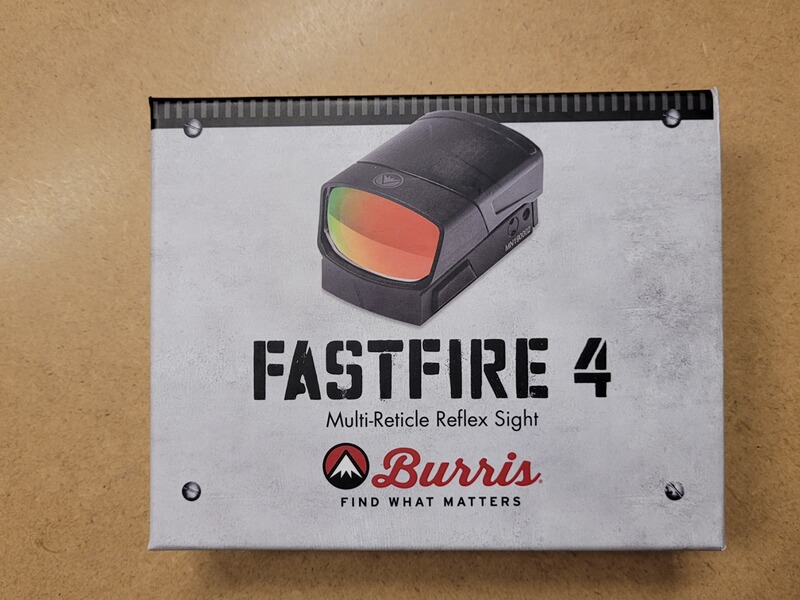 FASTFIRE 4
Multi-Reticle Reflex Sight
Burris
FIND WHAT MATTERS